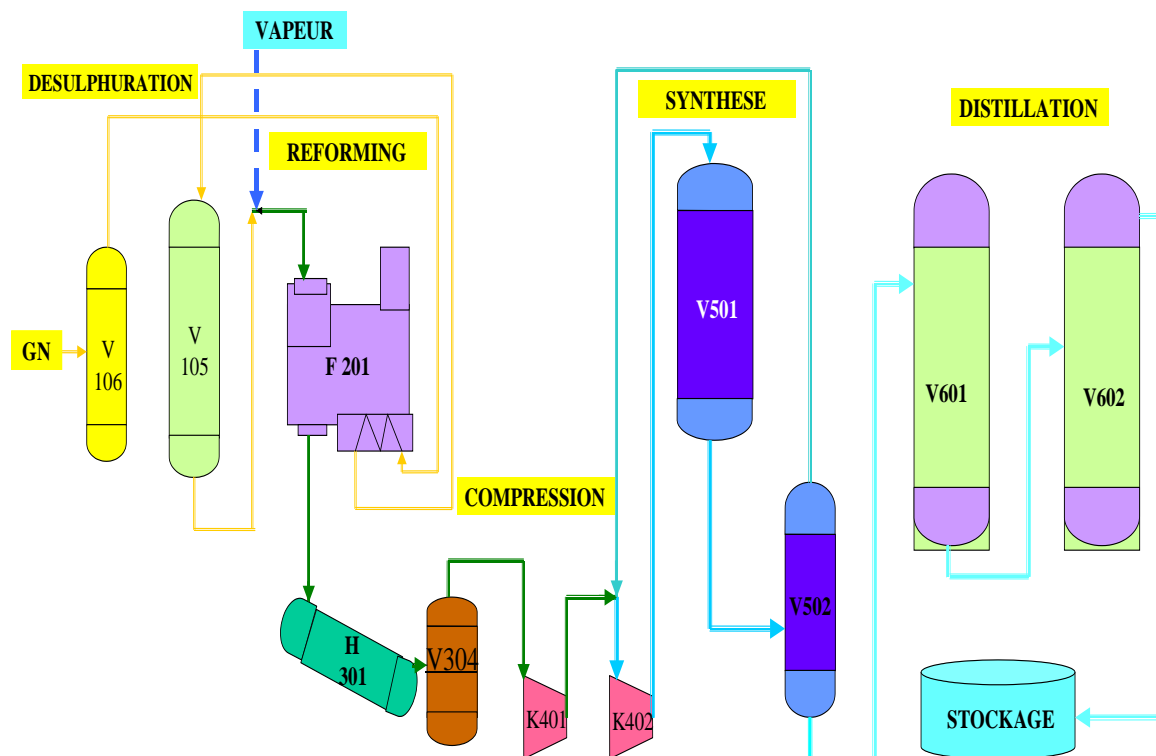 VAPEUR
DESULPHURATION
REFORMING
SYNTHESE
DISTILLATION
GN
V
106
V
105
F 201
V501
V601
V602
COMPRESSION
V502
H
301
V304
K401
K402
STOCKAGE